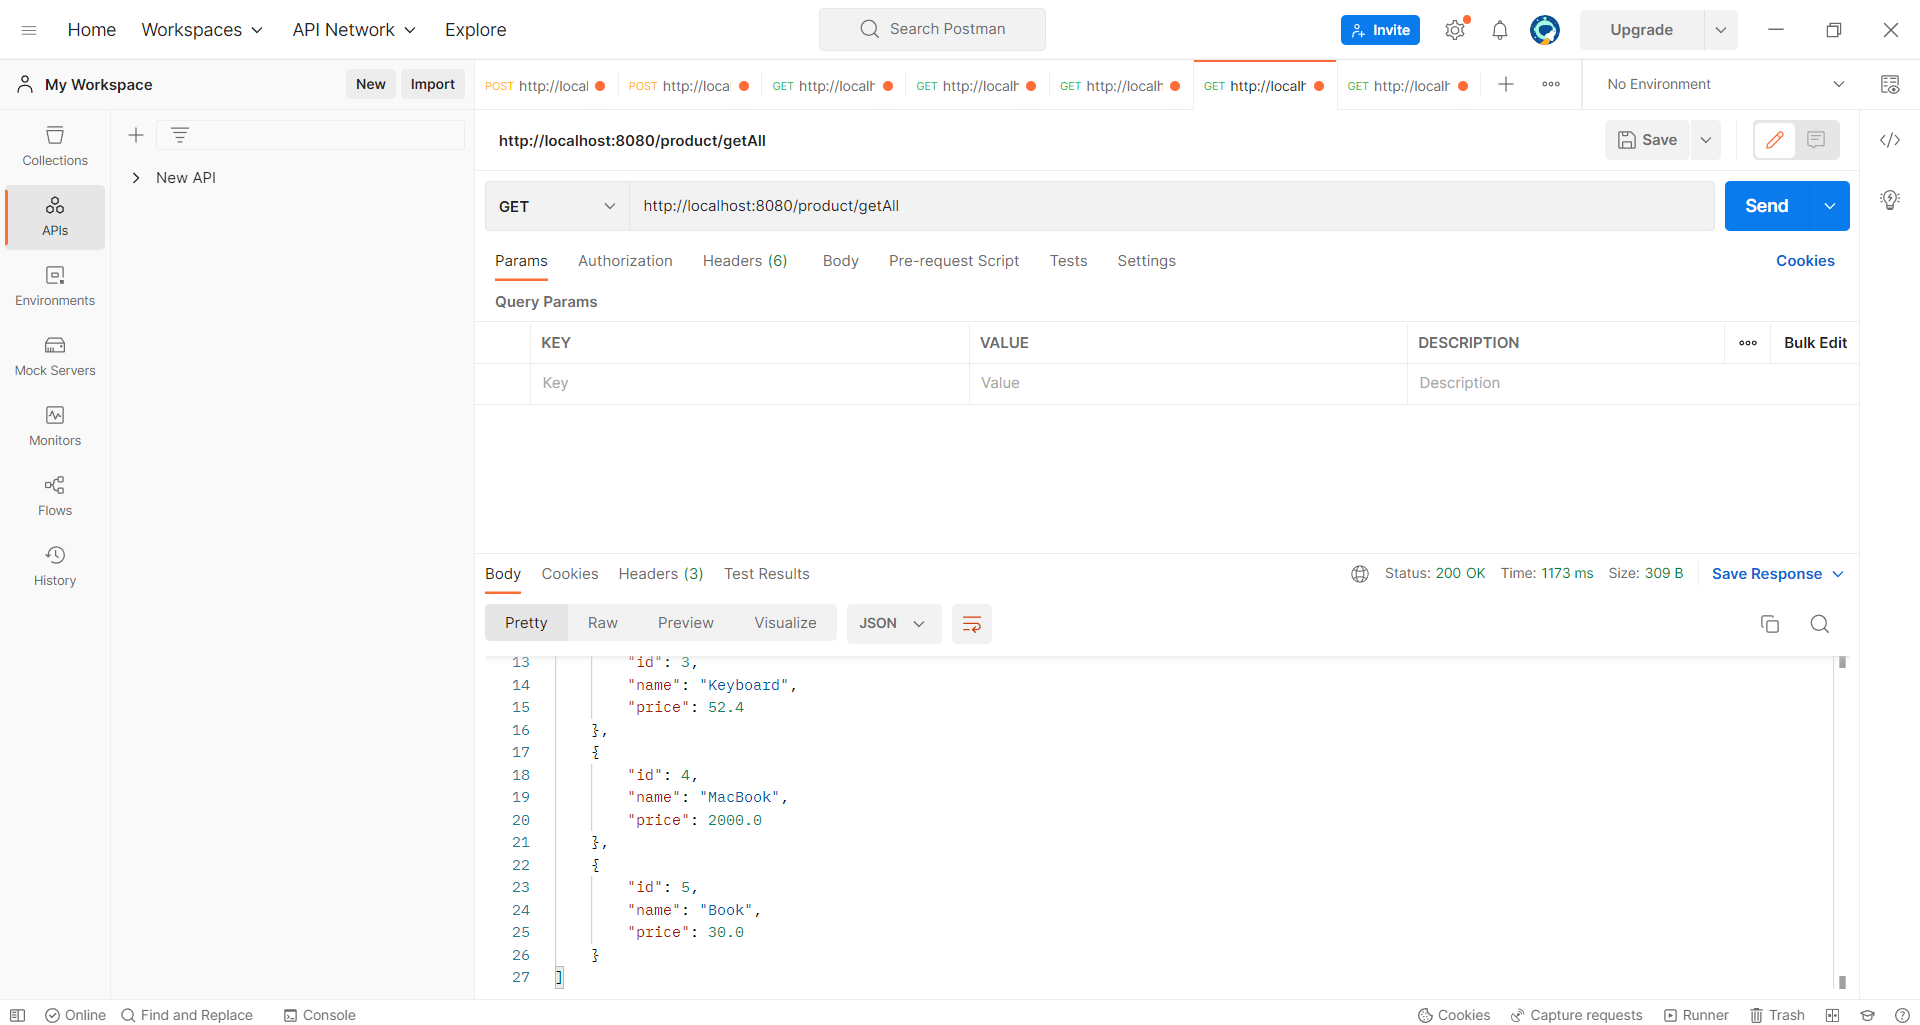 Home Workspaces API Network Explore Search Postman Invite Upgrade
My Workspace New Import POST http://local POST http://loca GET http://localh GET http://localh GET http://localh GET http://localh GET http://localh No Environment
Collections
New API
APIs
Environments
Mock Servers
Monitors
Flows
History
http://localhost:8080/product/getAll Save
GET http://localhost:8080/product/getAll Send
Params Authorization Headers (6) Body Pre-request Script Tests Settings Cookies
Query Params
KEY VALUE DESCRIPTION Bulk Edit
Key Value Description
Body Cookies Headers (3) Test Results Status: 200 OK Time: 1173 ms Size: 309 B Save Response
Pretty Raw Preview Visualize JSON
13 "id": 3,
14 "name": "Keyboard",
15 "price": 52.4
16 },
17 {
18 "id": 4,
19 "name": "MacBook",
20 "price": 2000.0
21 },
22 {
23 "id": 5,
24 "name": "Book",
25 "price": 30.0
26 }
27 ]
Online Find and Replace Console Cookies Capture requests Runner Trash